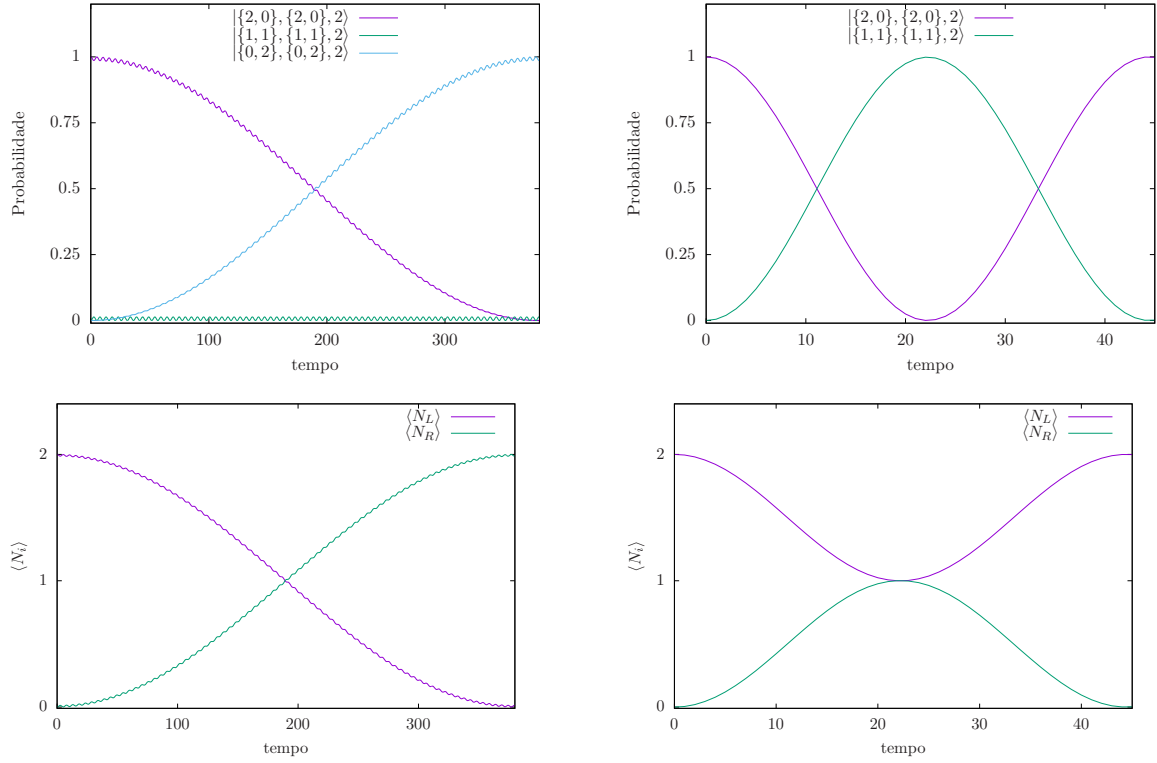 |{2, 0}, {2, 0}, 2⟩
|{1, 1}, {1, 1}, 2⟩
|{0, 2}, {0, 2}, 2⟩
Probabilidade
1
0.75
0.5
0.25
0
0 100 200 300
tempo
|{2, 0}, {2, 0}, 2⟩
|{1, 1}, {1, 1}, 2⟩
Probabilidade
1
0.75
0.5
0.25
0
0 10 20 30 40
tempo
⟨N_L⟩
⟨N_R⟩
⟨N_i⟩
2
1
0
0 100 200 300
tempo
⟨N_L⟩
⟨N_R⟩
⟨N_i⟩
2
1
0
0 10 20 30 40
tempo